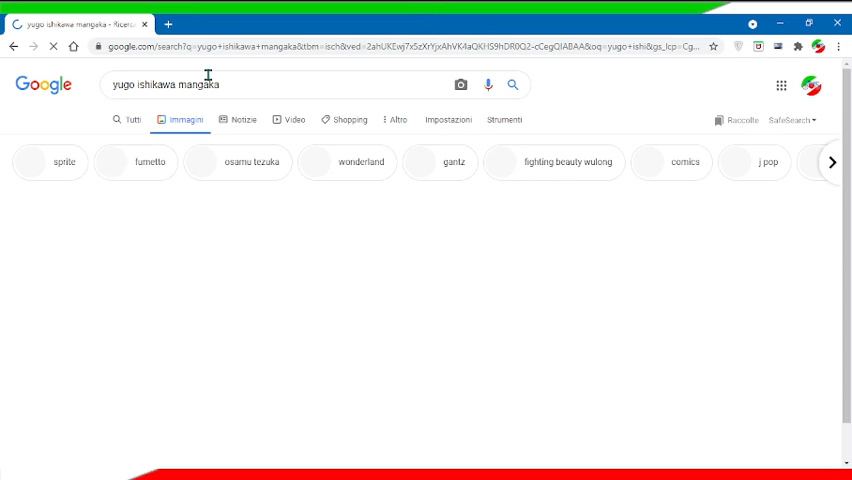 yugo ishikawa mangaka - Ricerca
google.com/search?q=yugo+ishikawa+mangaka&tbm=isch&ved=2ahUKEwj7x5zXrYjxAhVK4aQKHS9hDR0Q2-cCegQIABAA&oq=yugo+ishi&gs_lcp=Cg...
Google
yugo ishikawa mangaka
Tutti Immagini Notizie Video Shopping Altro Impostazioni Strumenti Raccolte SafeSearch
sprite fumetto osamu tezuka wonderland gantz fighting beauty wulong comics j pop